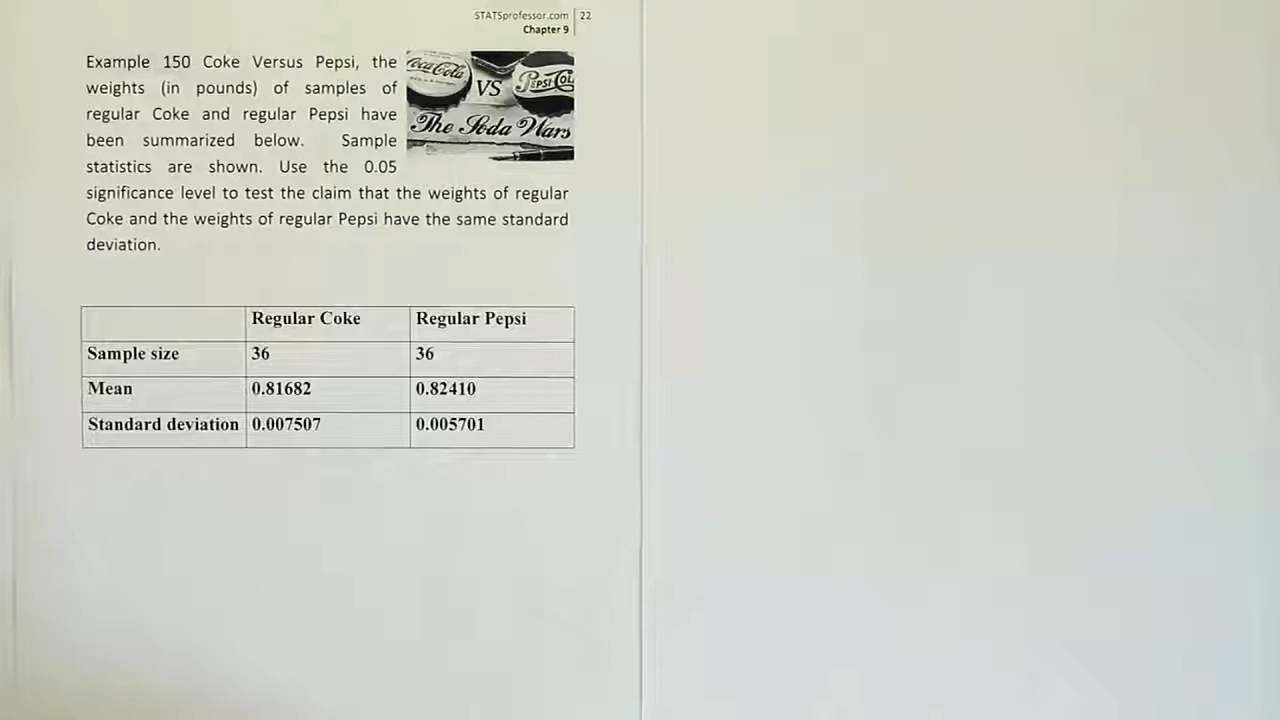 STATSprofessor.com | 22
Chapter 9
Example 150 Coke Versus Pepsi, the
weights (in pounds) of samples of
regular Coke and regular Pepsi have
been summarized below. Sample
statistics are shown. Use the 0.05
significance level to test the claim that the weights of regular
Coke and the weights of regular Pepsi have the same standard
deviation.
Coca-Cola
VS
PEPSI COL
The Soda Wars
Regular Coke Regular Pepsi
Sample size 36 36
Mean 0.81682 0.82410
Standard deviation 0.007507 0.005701